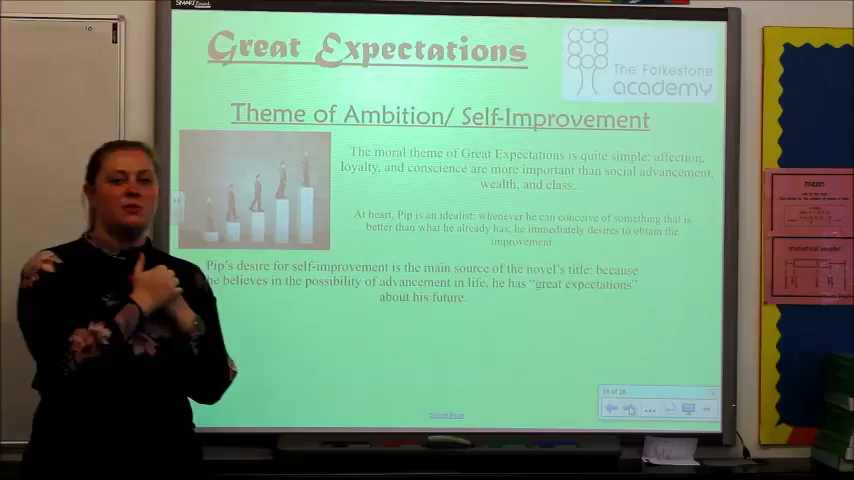 SMART Board
Great Expectations
The Folkestone
academy
Theme of Ambition/ Self-Improvement
The moral theme of Great Expectations is quite simple: affection,
loyalty, and conscience are more important than social advancement,
wealth, and class.
At heart, Pip is an idealist; whenever he can conceive of something that is
better than what he already has, he immediately desires to obtain the
improvement.
Pip's desire for self-improvement is the main source of the novel's title: because
he believes in the possibility of advancement in life, he has "great expectations"
about his future.
mean